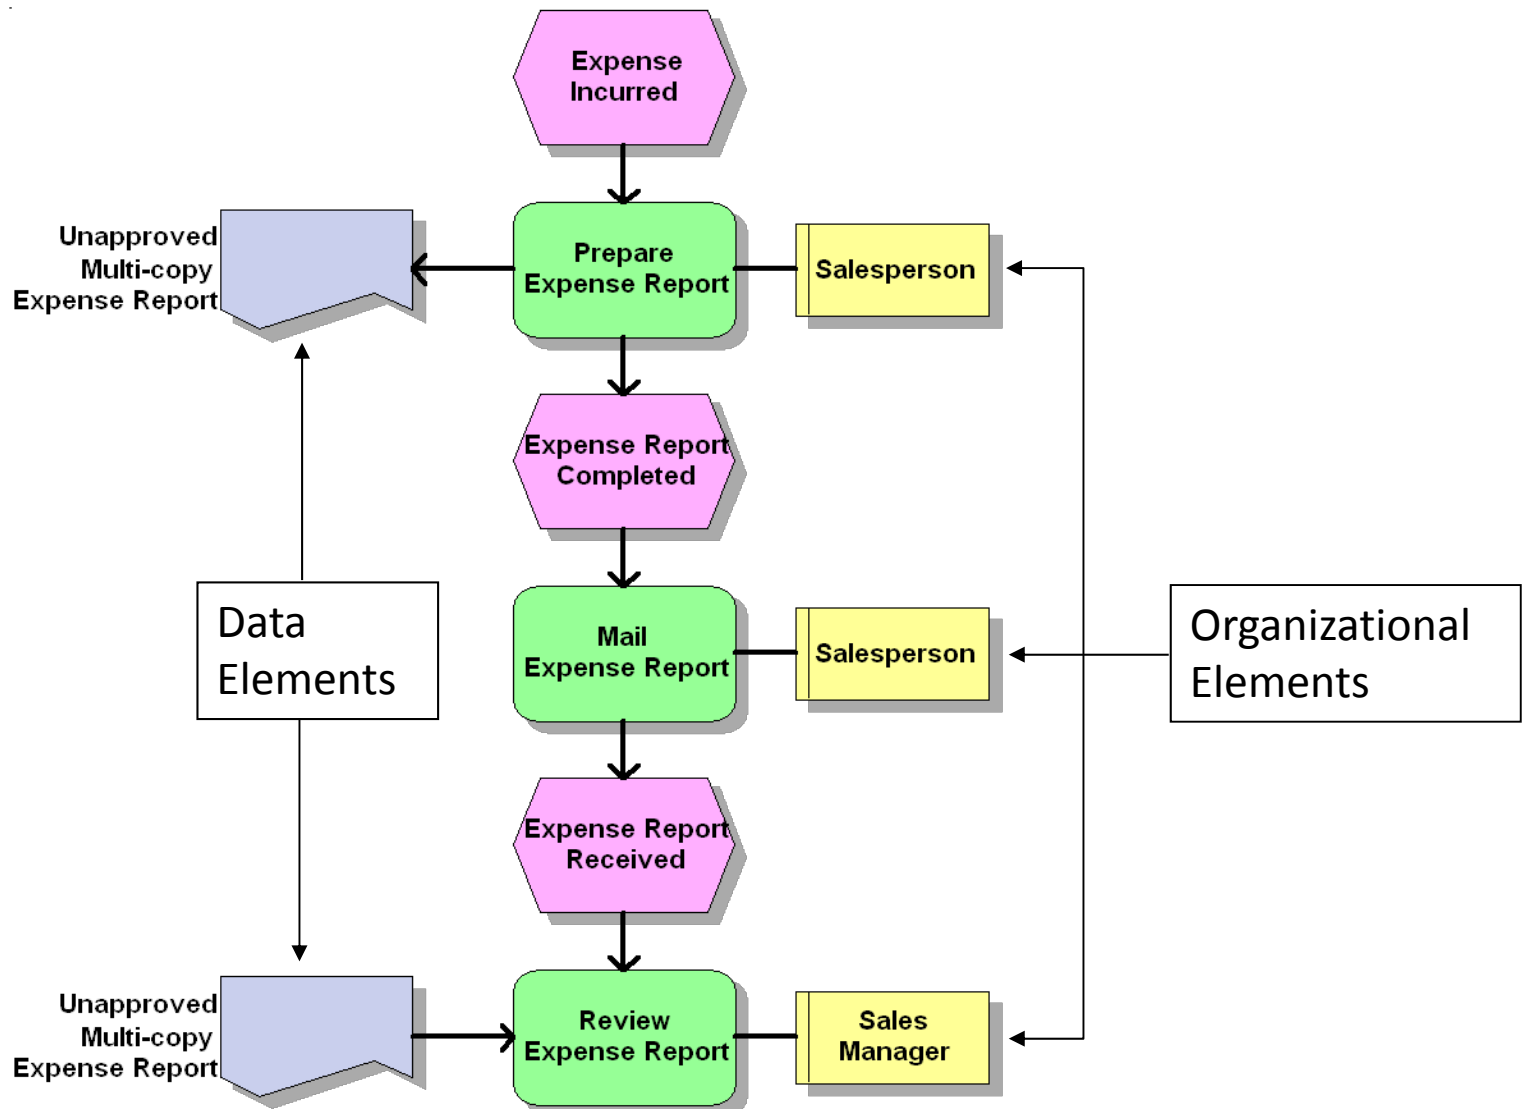 Expense
Incurred
Unapproved
Multi-copy
Expense Report
Prepare
Expense Report
Salesperson
Expense Report
Completed
Data
Elements
Mail
Expense Report
Salesperson
Organizational
Elements
Expense Report
Received
Unapproved
Multi-copy
Expense Report
Review
Expense Report
Sales
Manager